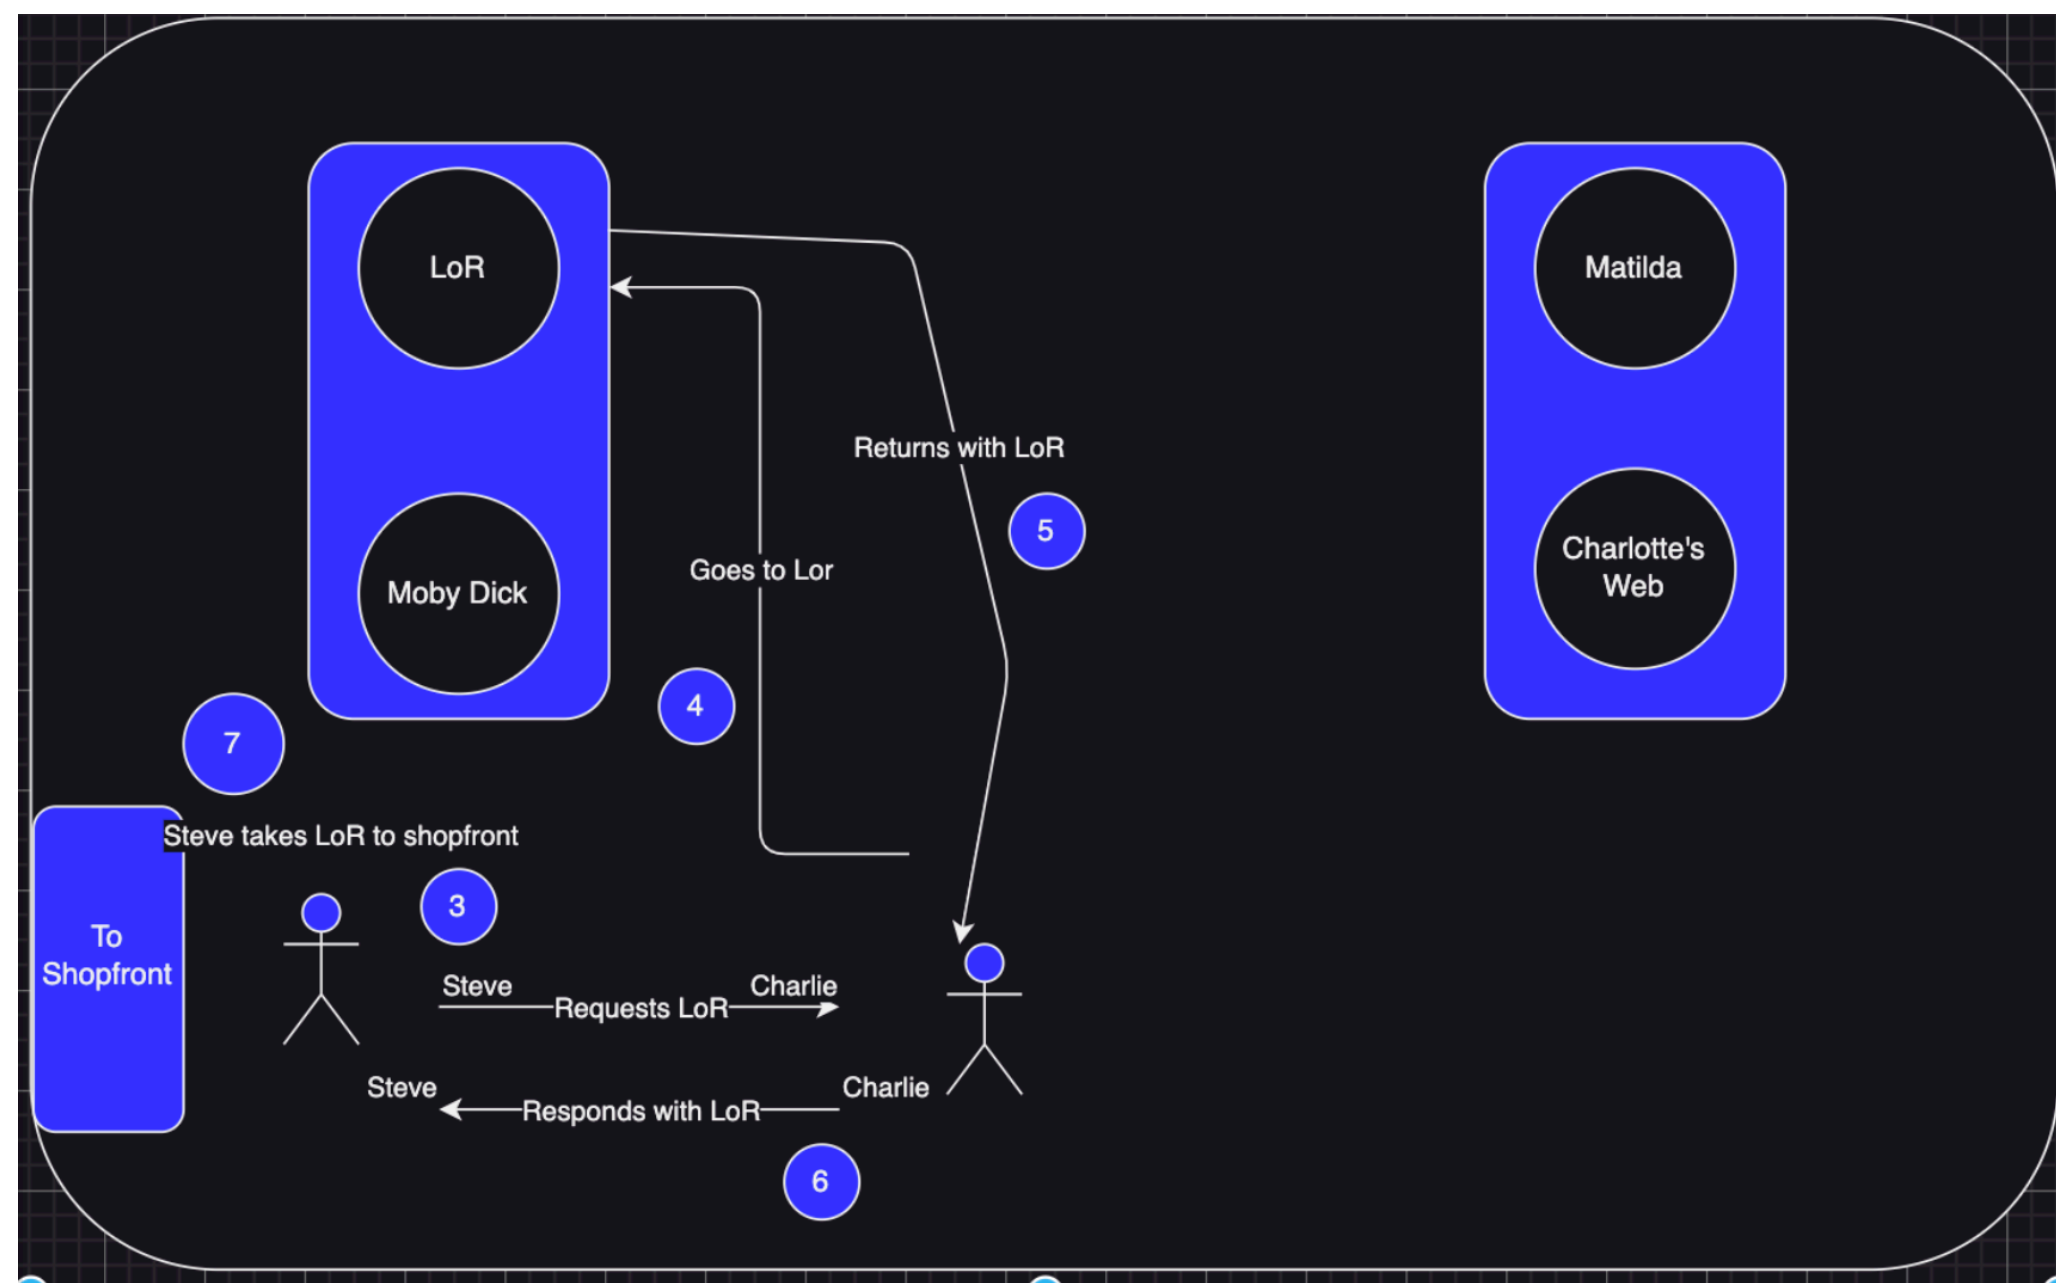 LoR
Matilda
Returns with LoR
5
Charlotte's
Web
Goes to Lor
Moby Dick
4
7
Steve takes LoR to shopfront
3
To
Shopfront
Steve
Charlie
Requests LoR
Steve
Charlie
Responds with LoR
6